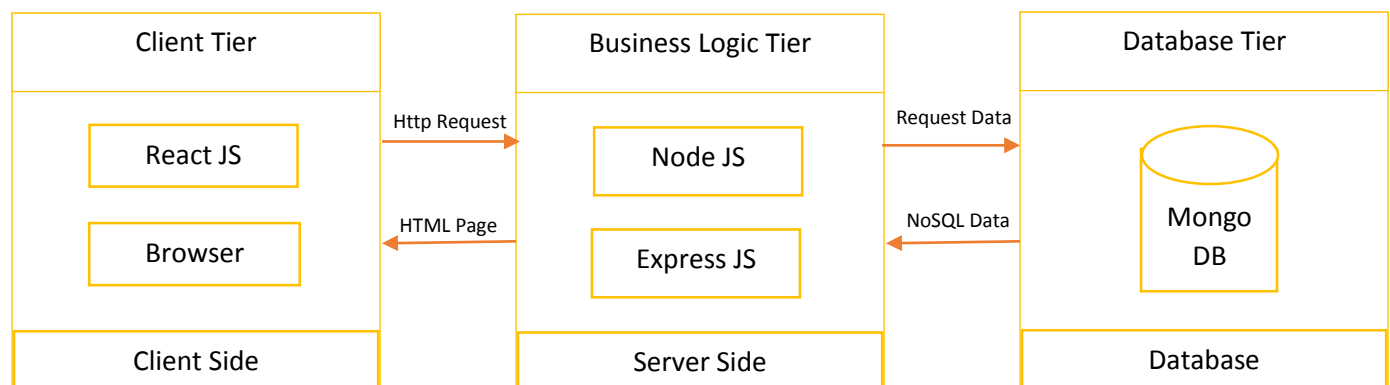 Client Tier
Business Logic Tier
Database Tier
Http Request
Request Data
React JS
Node JS
HTML Page
NoSQL Data
Mongo
DB
Browser
Express JS
Client Side
Server Side
Database